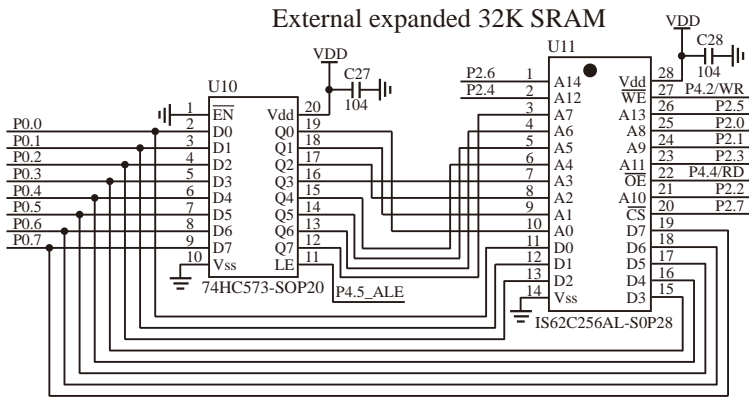 External expanded 32K SRAM
VDD
C27
104
U10
1 EN Vdd 20
P0.0 2 D0 Q0 19
P0.1 3 D1 Q1 18
P0.2 4 D2 Q2 17
P0.3 5 D3 Q3 16
P0.4 6 D4 Q4 15
P0.5 7 D5 Q5 14
P0.6 8 D6 Q6 13
P0.7 9 D7 Q7 12
10 Vss LE 11
P4.5_ALE
74HC573-SOP20
VDD
C28
104
U11
P2.6 1 A14 Vdd 28
P2.4 2 A12 WE 27 P4.2/WR
3 A7 A13 26 P2.5
4 A6 A8 25 P2.0
5 A5 A9 24 P2.1
6 A4 A11 23 P2.3
7 A3 OE 22 P4.4/RD
8 A2 A10 21 P2.2
9 A1 CS 20 P2.7
10 A0 D7 19
11 D0 D6 18
12 D1 D5 17
13 D2 D4 16
14 Vss D3 15
IS62C256AL-S0P28